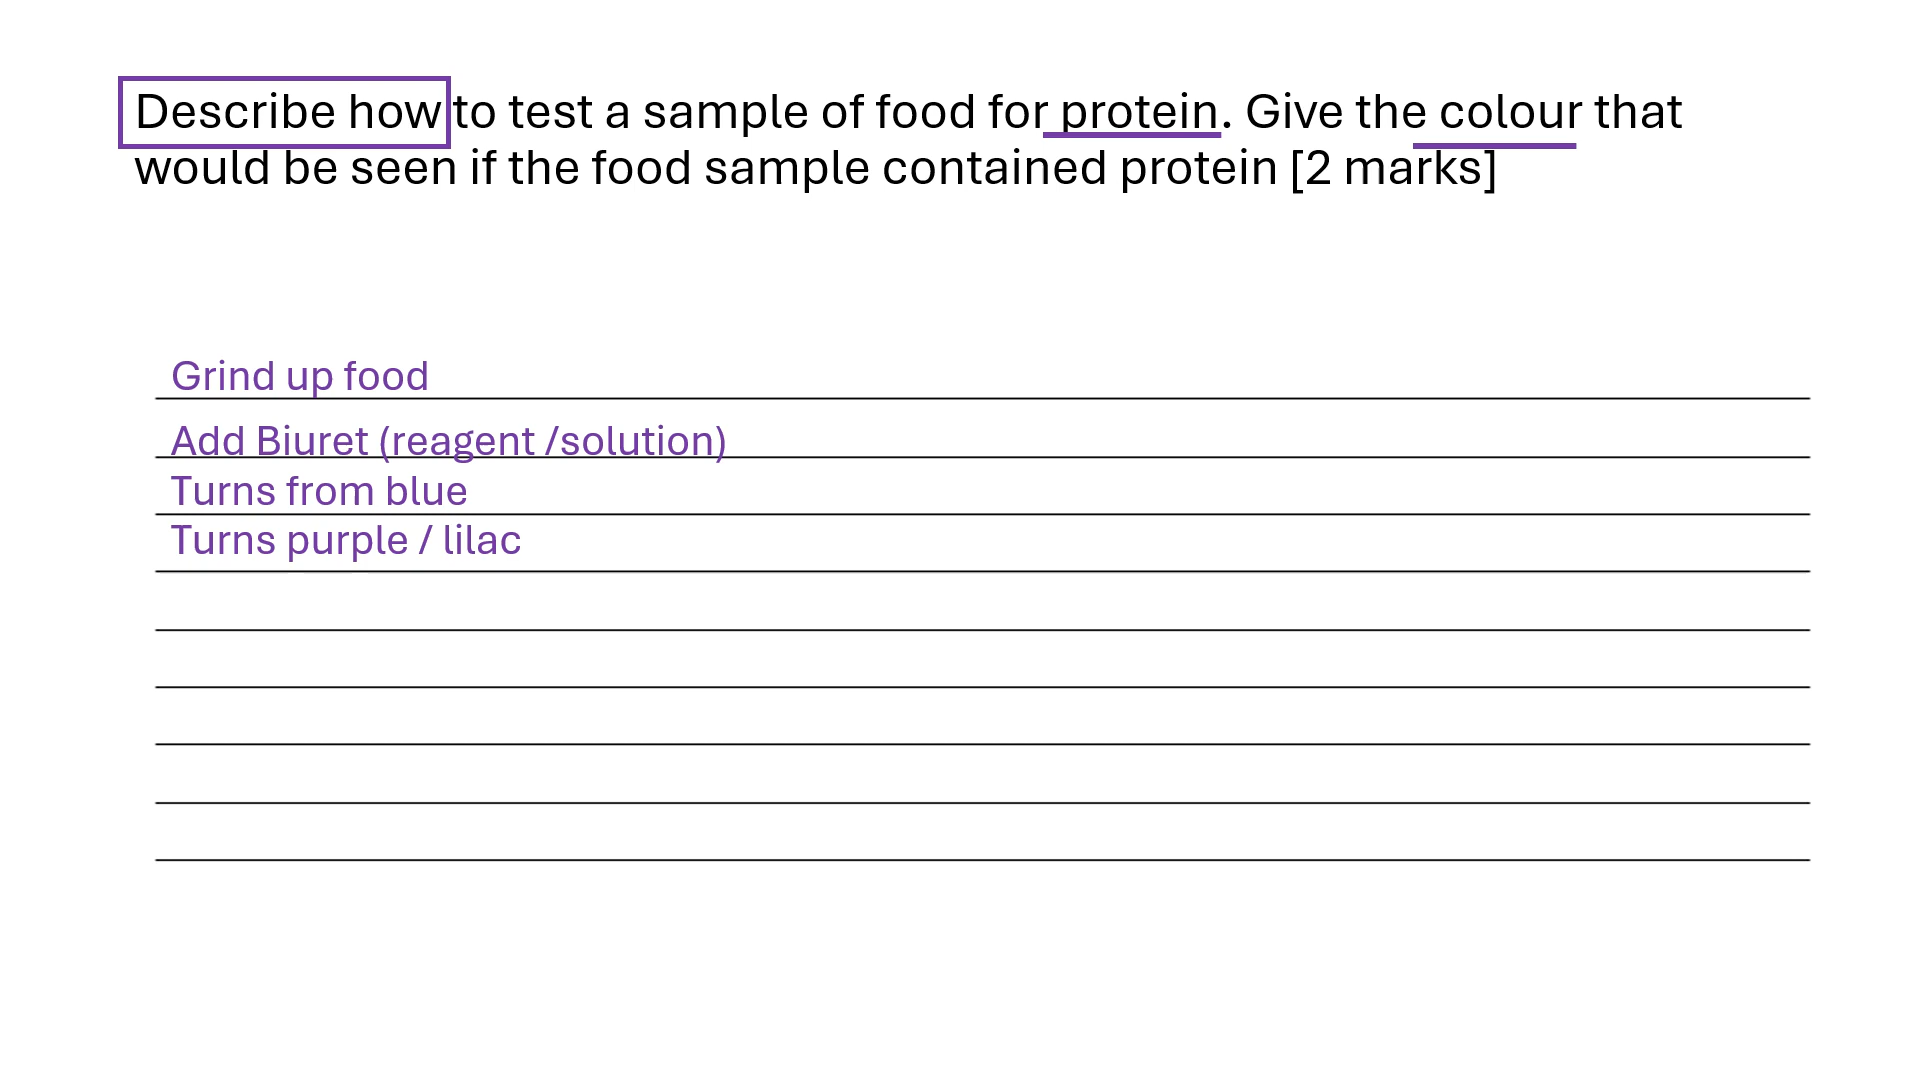 Describe how to test a sample of food for protein. Give the colour that
would be seen if the food sample contained protein [2 marks]
Grind up food
Add Biuret (reagent /solution)
Turns from blue
Turns purple / lilac